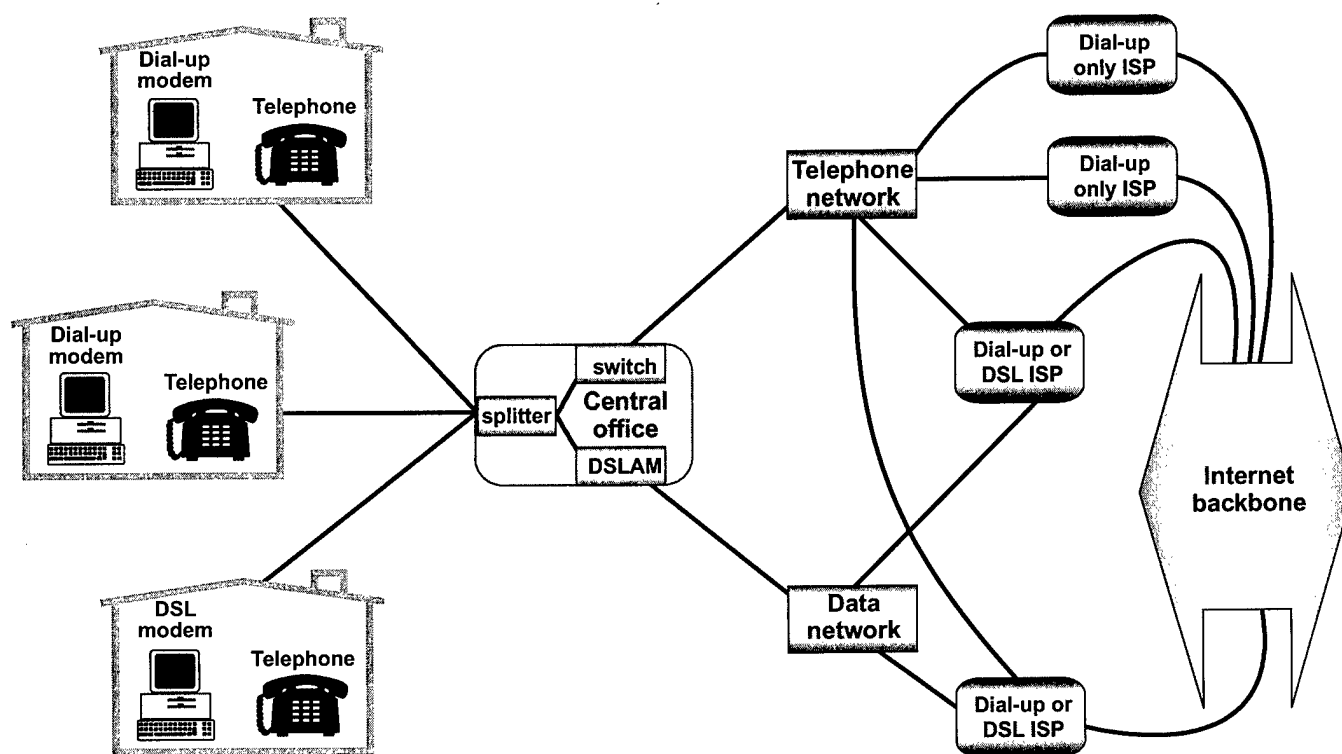 Dial-up
modem
Telephone
Dial-up
modem
Telephone
DSL
modem
Telephone
splitter
switch
Central
office
DSLAM
Telephone
network
Data
network
Dial-up
only ISP
Dial-up
only ISP
Dial-up or
DSL ISP
Dial-up or
DSL ISP
Internet
backbone